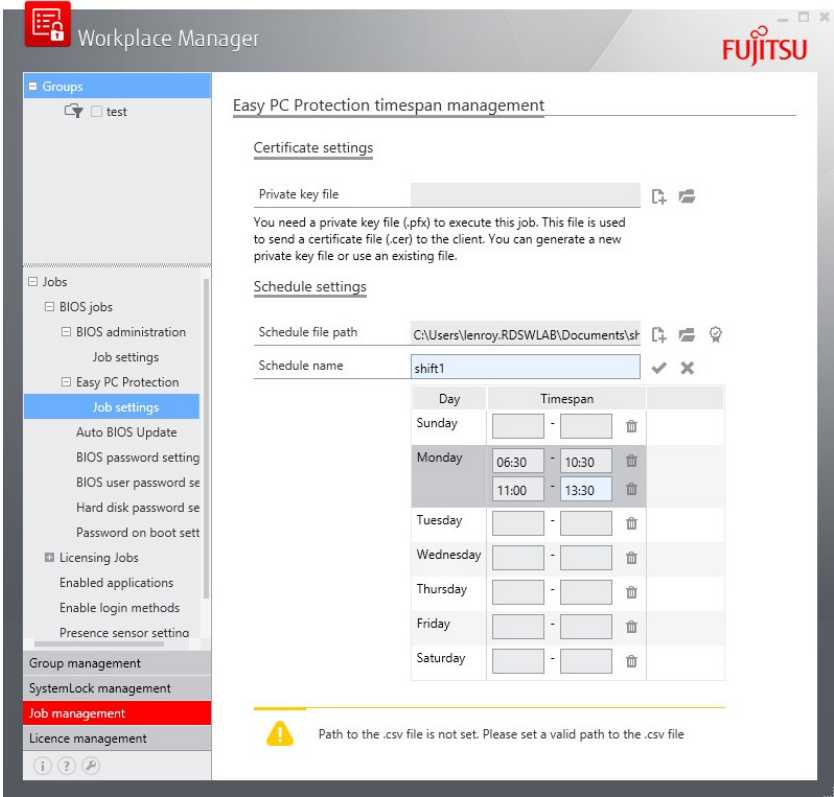 Workplace Manager
FUJITSU
Groups
test
Jobs
BIOS jobs
BIOS administration
Job settings
Easy PC Protection
Job settings
Auto BIOS Update
BIOS password setting
BIOS user password se
Hard disk password se
Password on boot sett
Licensing Jobs
Enabled applications
Enable login methods
Presence sensor setting
Group management
SystemLock management
Job management
Licence management
Easy PC Protection timespan management
Certificate settings
Private key file
You need a private key file (.pfx) to execute this job. This file is used
to send a certificate file (.cer) to the client. You can generate a new
private key file or use an existing file.
Schedule settings
Schedule file path C:\Users\lenroy.RDSWLAB\Documents\sh
Schedule name shift1
Day Timespan
Sunday -
Monday 06:30 - 10:30
11:00 - 13:30
Tuesday -
Wednesday -
Thursday -
Friday -
Saturday -
Path to the .csv file is not set. Please set a valid path to the .csv file